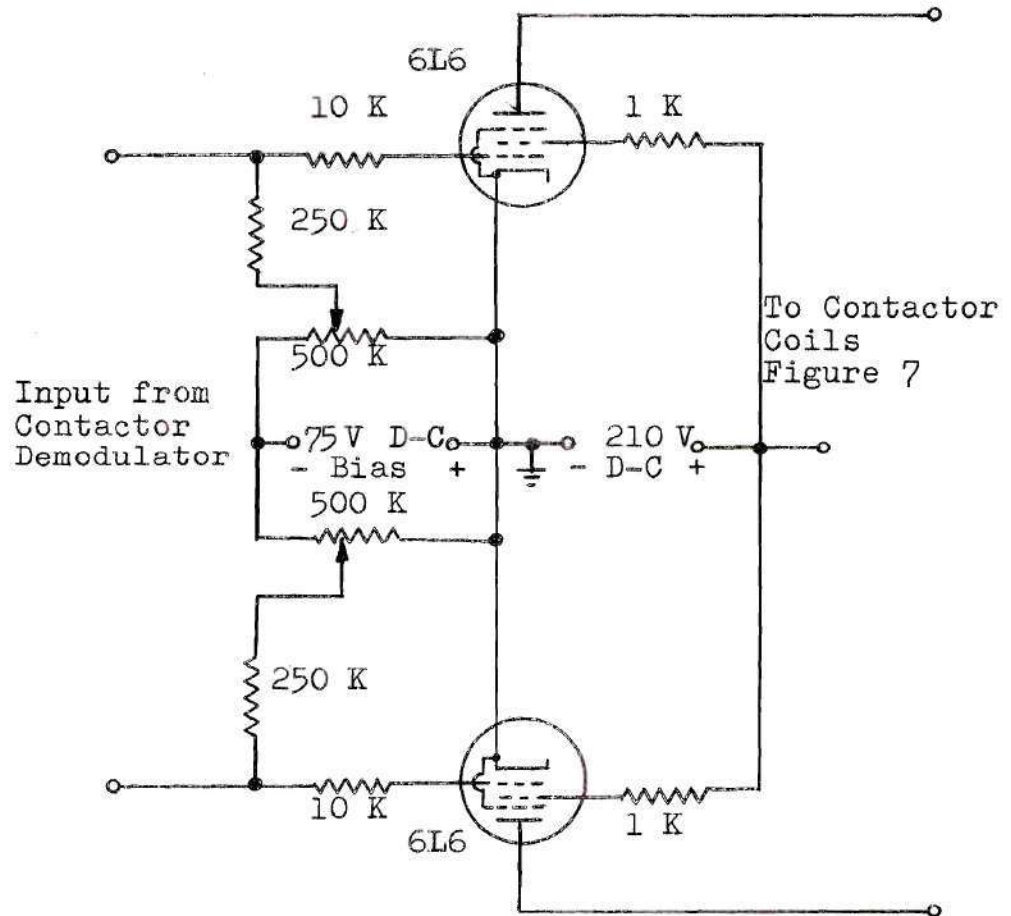 6L6
10 K
1 K
250 K
To Contactor
Coils
Figure 7
500 K
Input from
Contactor
Demodulator
75 V D-C
- Bias +
210 V
- D-C +
500 K
250 K
10 K
1 K
6L6